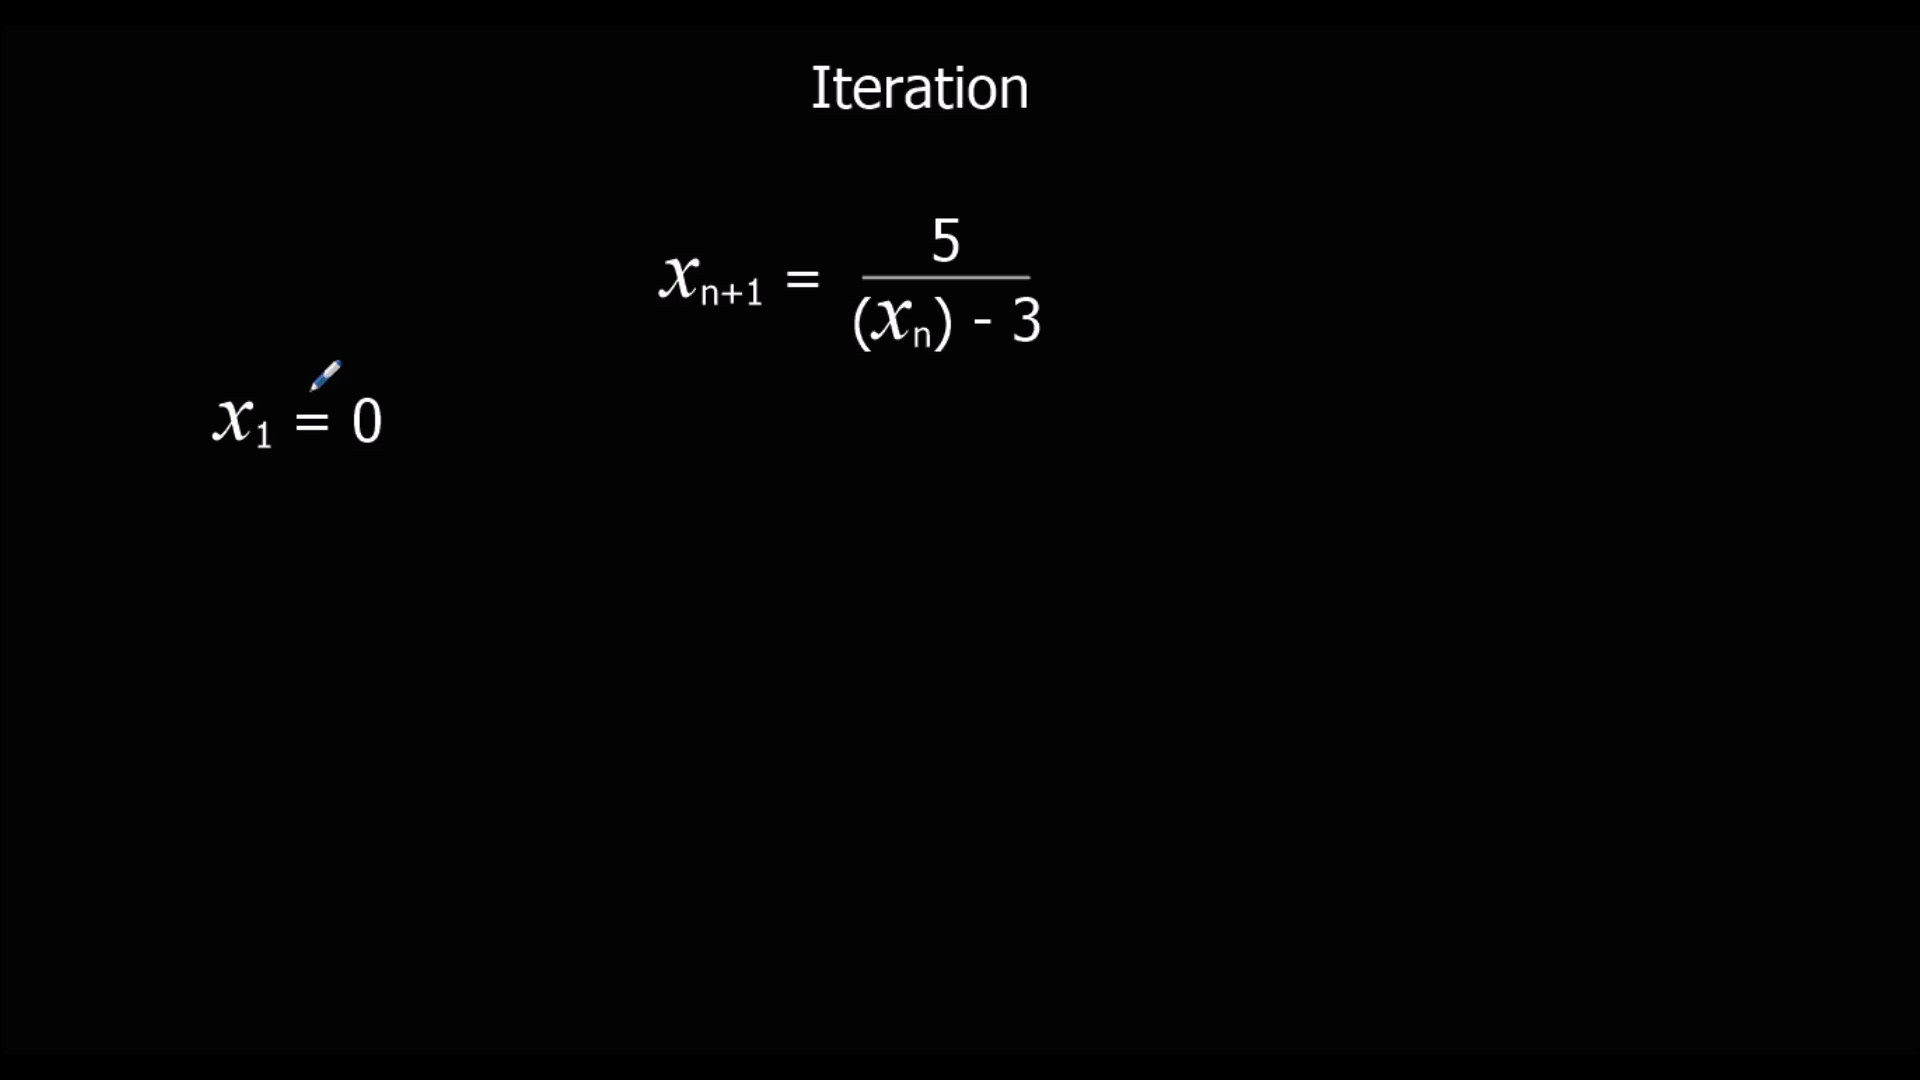 Iteration
xₙ₊₁ = 5 / (xₙ) - 3
x₁ = 0